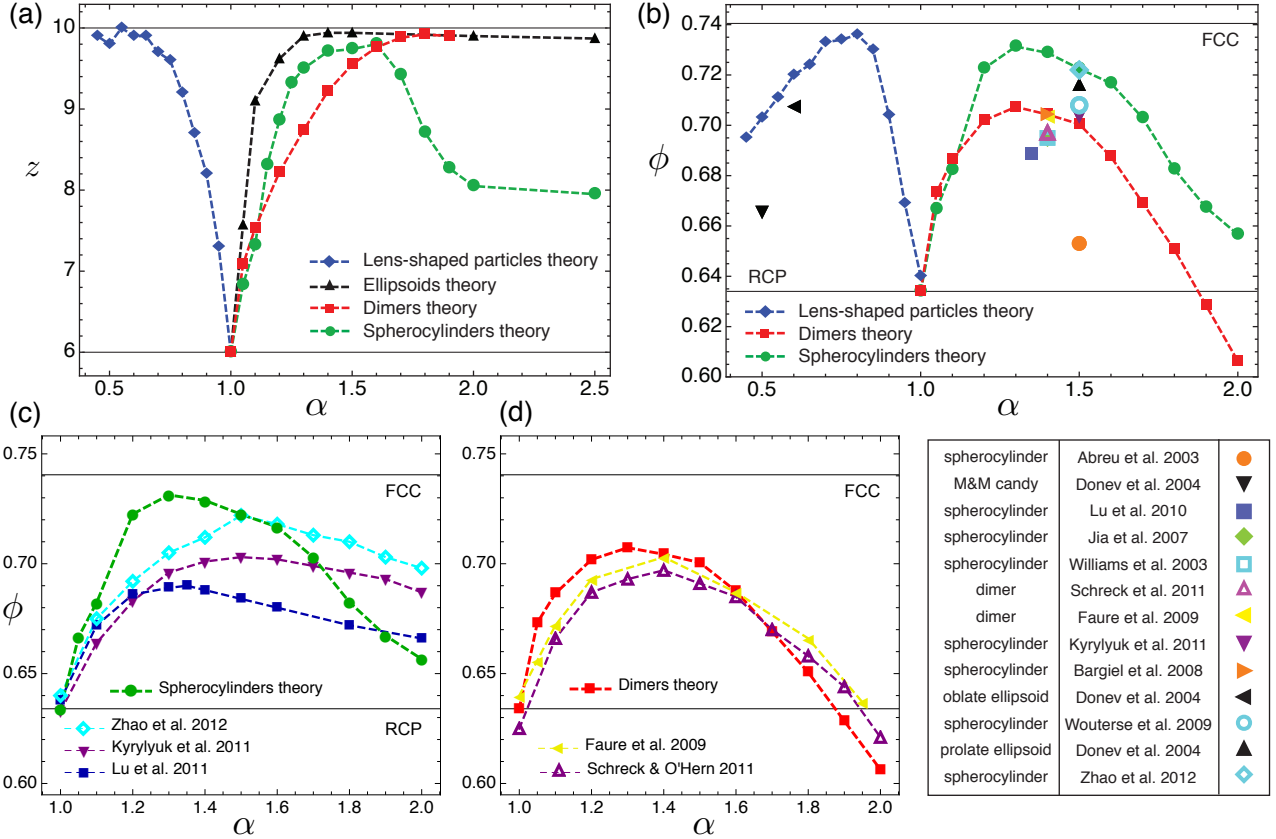 (a)
10
9
8
7
6
z
0.5
1.0
1.5
2.0
2.5
α
Lens-shaped particles theory
Ellipsoids theory
Dimers theory
Spherocylinders theory
(b)
0.74
0.72
0.70
0.68
0.66
0.64
0.62
0.60
ϕ
FCC
RCP
Lens-shaped particles theory
Dimers theory
Spherocylinders theory
0.5
1.0
1.5
2.0
α
(c)
0.75
0.70
0.65
0.60
ϕ
FCC
Spherocylinders theory
RCP
Zhao et al. 2012
Kyrylyuk et al. 2011
Lu et al. 2011
1.0
1.2
1.4
1.6
1.8
2.0
α
(d)
0.75
0.70
0.65
0.60
FCC
Dimers theory
Faure et al. 2009
Schreck & O'Hern 2011
1.0
1.2
1.4
1.6
1.8
2.0
α
spherocylinder Abreu et al. 2003
M&M candy Donev et al. 2004
spherocylinder Lu et al. 2010
spherocylinder Jia et al. 2007
spherocylinder Williams et al. 2003
dimer Schreck et al. 2011
dimer Faure et al. 2009
spherocylinder Kyrylyuk et al. 2011
spherocylinder Bargiel et al. 2008
oblate ellipsoid Donev et al. 2004
spherocylinder Wouterse et al. 2009
prolate ellipsoid Donev et al. 2004
spherocylinder Zhao et al. 2012